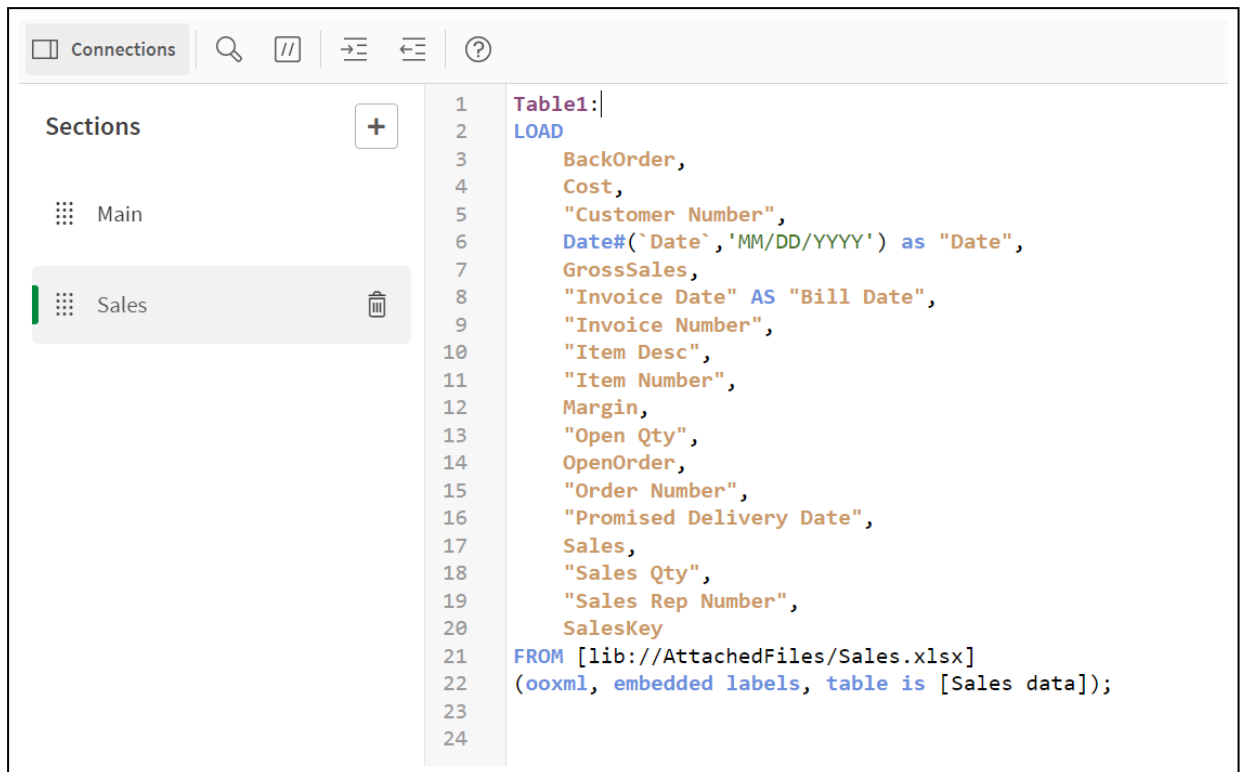 Connections
//
?
Sections
+
Main
Sales
1 Table1:
2 LOAD
3 BackOrder,
4 Cost,
5 "Customer Number",
6 Date#(`Date`,'MM/DD/YYYY') as "Date",
7 GrossSales,
8 "Invoice Date" AS "Bill Date",
9 "Invoice Number",
10 "Item Desc",
11 "Item Number",
12 Margin,
13 "Open Qty",
14 OpenOrder,
15 "Order Number",
16 "Promised Delivery Date",
17 Sales,
18 "Sales Qty",
19 "Sales Rep Number",
20 SalesKey
21 FROM [lib://AttachedFiles/Sales.xlsx]
22 (ooxml, embedded labels, table is [Sales data]);
23
24